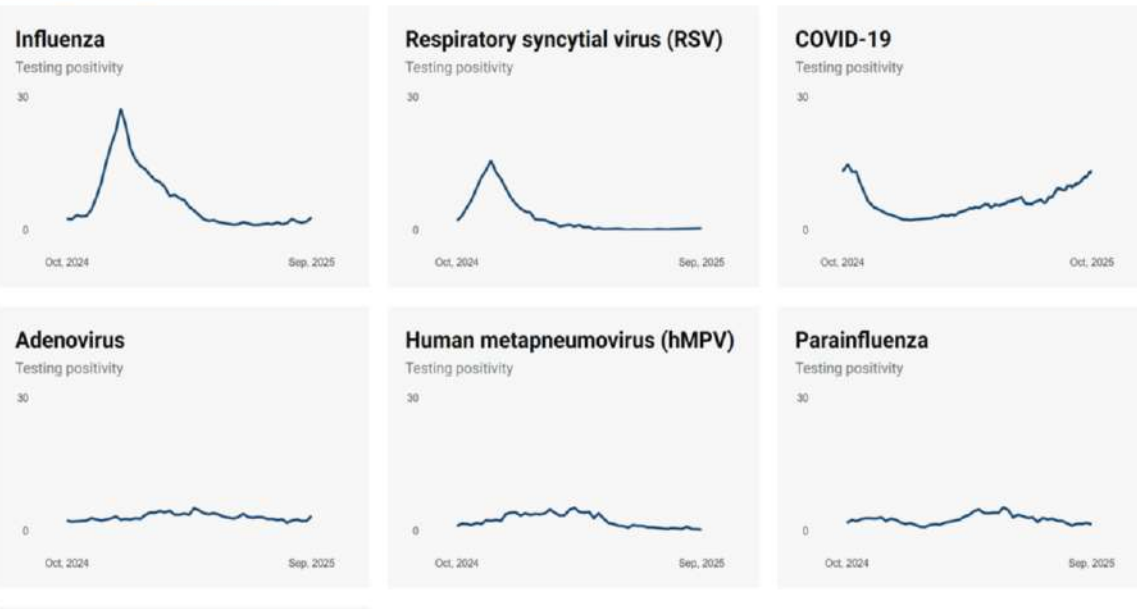 Influenza
Testing positivity
30
0
Oct, 2024
Sep, 2025
Respiratory syncytial virus (RSV)
Testing positivity
30
0
Oct, 2024
Sep, 2025
COVID-19
Testing positivity
30
0
Oct, 2024
Oct, 2025
Adenovirus
Testing positivity
30
0
Oct, 2024
Sep, 2025
Human metapneumovirus (hMPV)
Testing positivity
30
0
Oct, 2024
Sep, 2025
Parainfluenza
Testing positivity
30
0
Oct, 2024
Sep, 2025